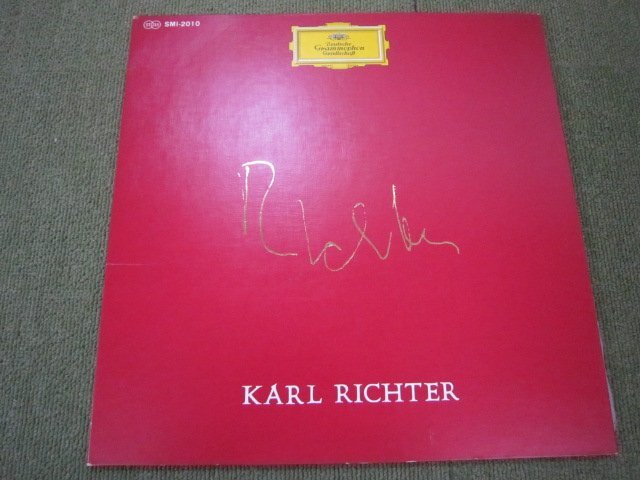 SMI-2010
Deutsche
Grammophon
Gesellschaft
Richter
KARL RICHTER